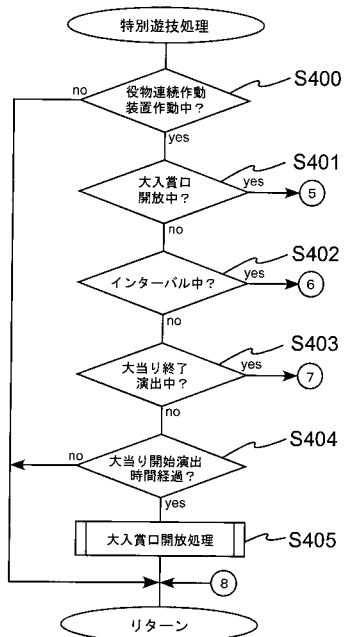 特別遊技処理
S400
役物連続作動
装置作動中？
no
yes
S401
大入賞口
開放中？
yes
⑤
no
S402
インターバル中？
yes
⑥
no
S403
大当り終了
演出中？
yes
⑦
no
S404
大当り開始演出
時間経過？
no
yes
大入賞口開放処理
S405
⑧
リターン